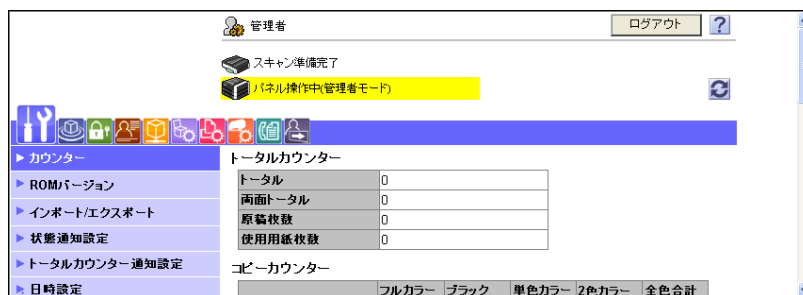 管理者
ログアウト ?
スキャン準備完了
パネル操作中(管理者モード)
カウンター
ROMバージョン
インポート/エクスポート
状態通知設定
トータルカウンター通知設定
日時設定
トータルカウンター
トータル 0
両面トータル 0
原稿枚数 0
使用用紙枚数 0
コピーカウンター
フルカラー ブラック 単色カラー 2色カラー 全色合計